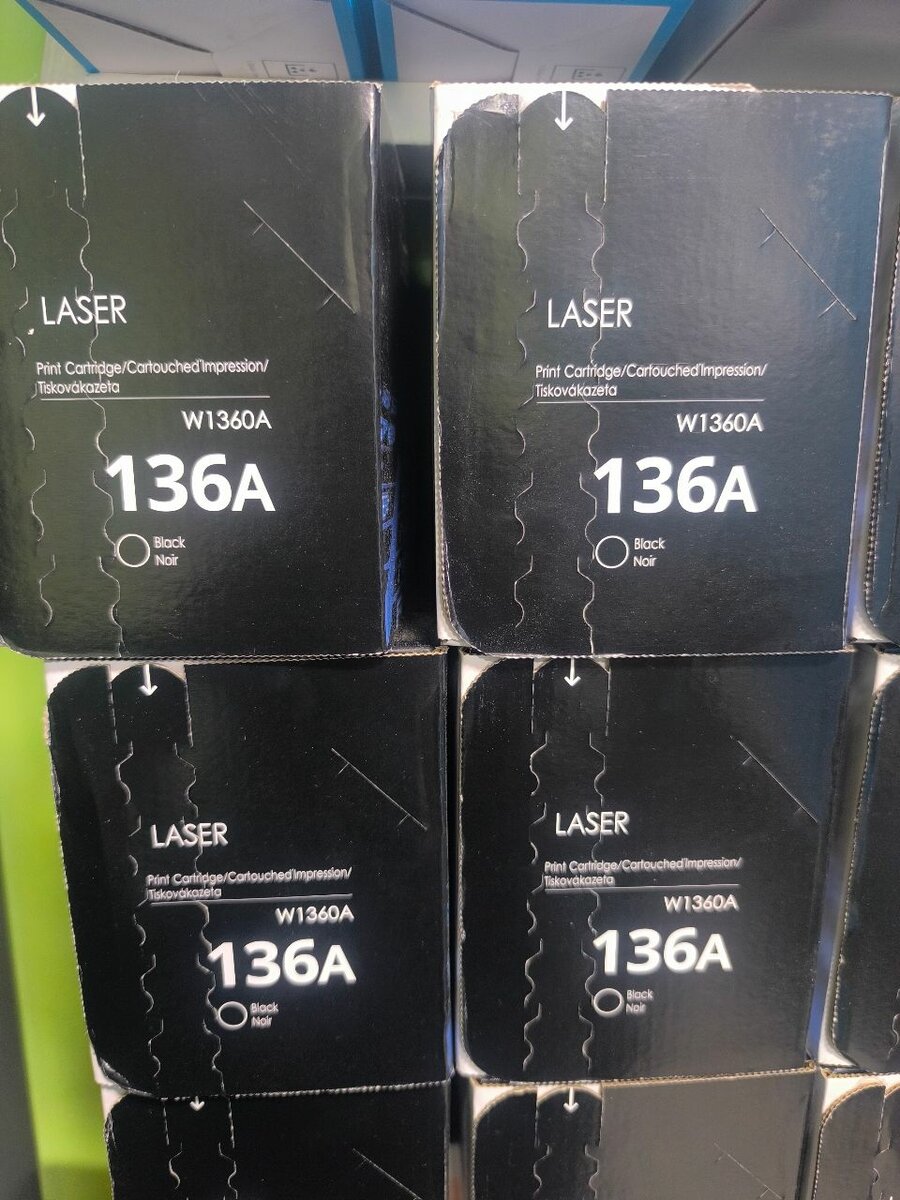 LASER
Print Cartridge/Cartouched'Impression/
Tiskovákazeta
W1360A
136A
Black
Noir
LASER
Print Cartridge/Cartouched'Impression/
Tiskovákazeta
W1360A
136A
Black
Noir
LASER
Print Cartridge/Cartouched'Impression/
Tiskovákazeta
W1360A
136A
Black
Noir
LASER
Print Cartridge/Cartouched'Impression/
Tiskovákazeta
W1360A
136A
Black
Noir